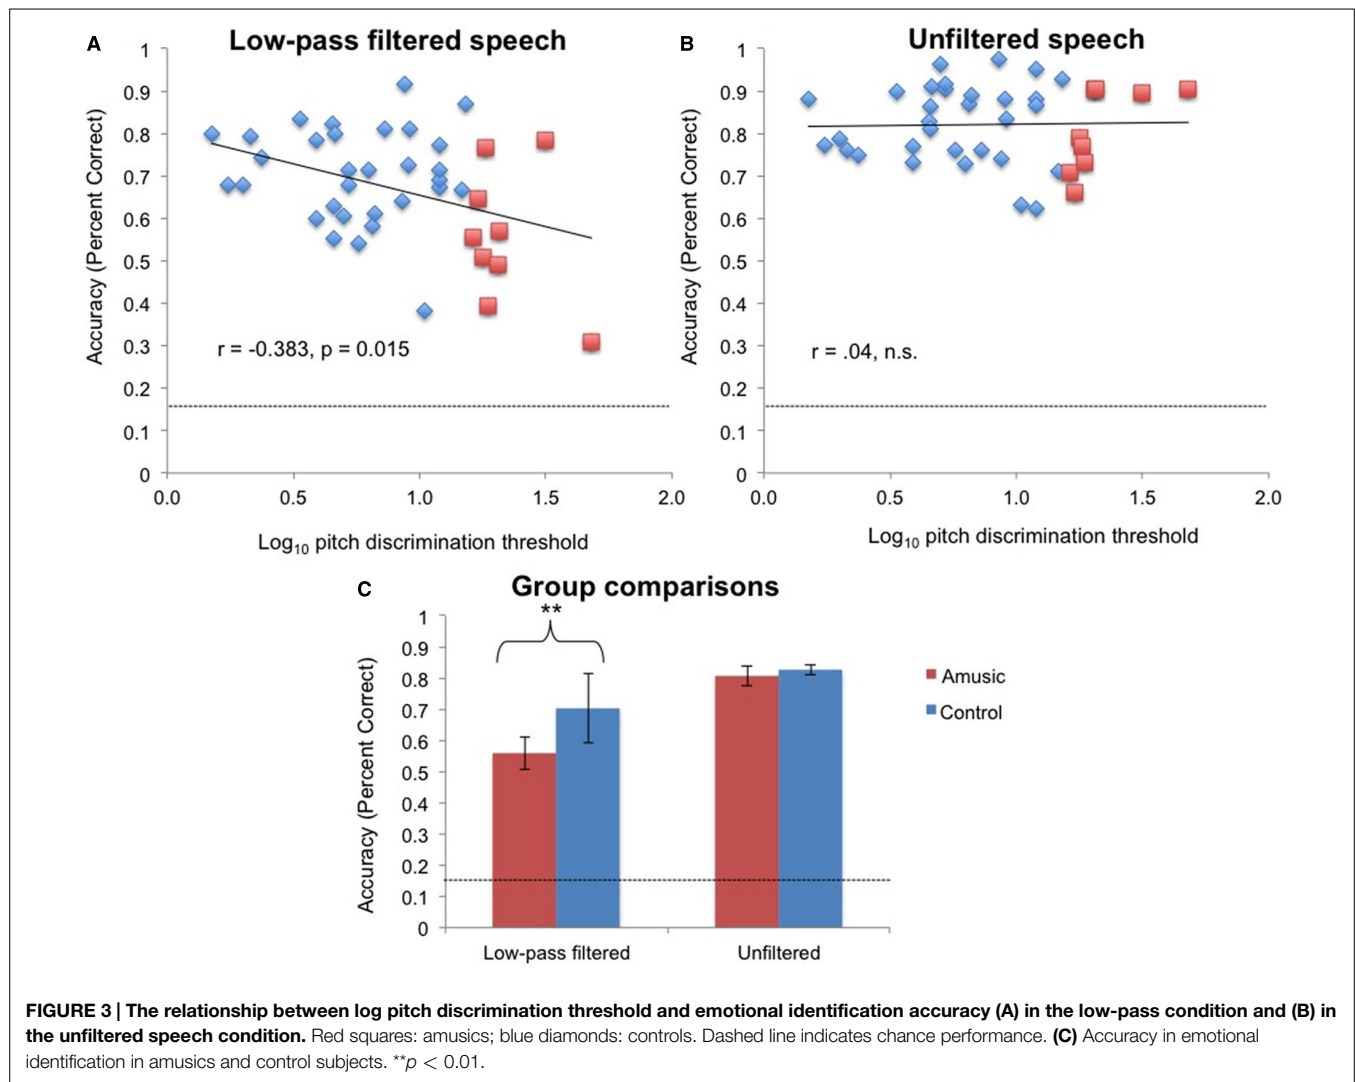 A
Low-pass filtered speech
1
0.9
0.8
0.7
0.6
0.5
0.4
0.3
0.2
0.1
0
Accuracy (Percent Correct)
r = -0.383, p = 0.015
0.0 0.5 1.0 1.5 2.0
Log10 pitch discrimination threshold
B
Unfiltered speech
1
0.9
0.8
0.7
0.6
0.5
0.4
0.3
0.2
0.1
0
Accuracy (Percent Correct)
r = .04, n.s.
0.0 0.5 1.0 1.5 2.0
Log10 pitch discrimination threshold
C
Group comparisons
**
1
0.9
0.8
0.7
0.6
0.5
0.4
0.3
0.2
0.1
0
Accuracy (Percent Correct)
Low-pass filtered Unfiltered
Amusic
Control
FIGURE 3 | The relationship between log pitch discrimination threshold and emotional identification accuracy (A) in the low-pass condition and (B) in
the unfiltered speech condition. Red squares: amusics; blue diamonds: controls. Dashed line indicates chance performance. (C) Accuracy in emotional
identification in amusics and control subjects. **p < 0.01.